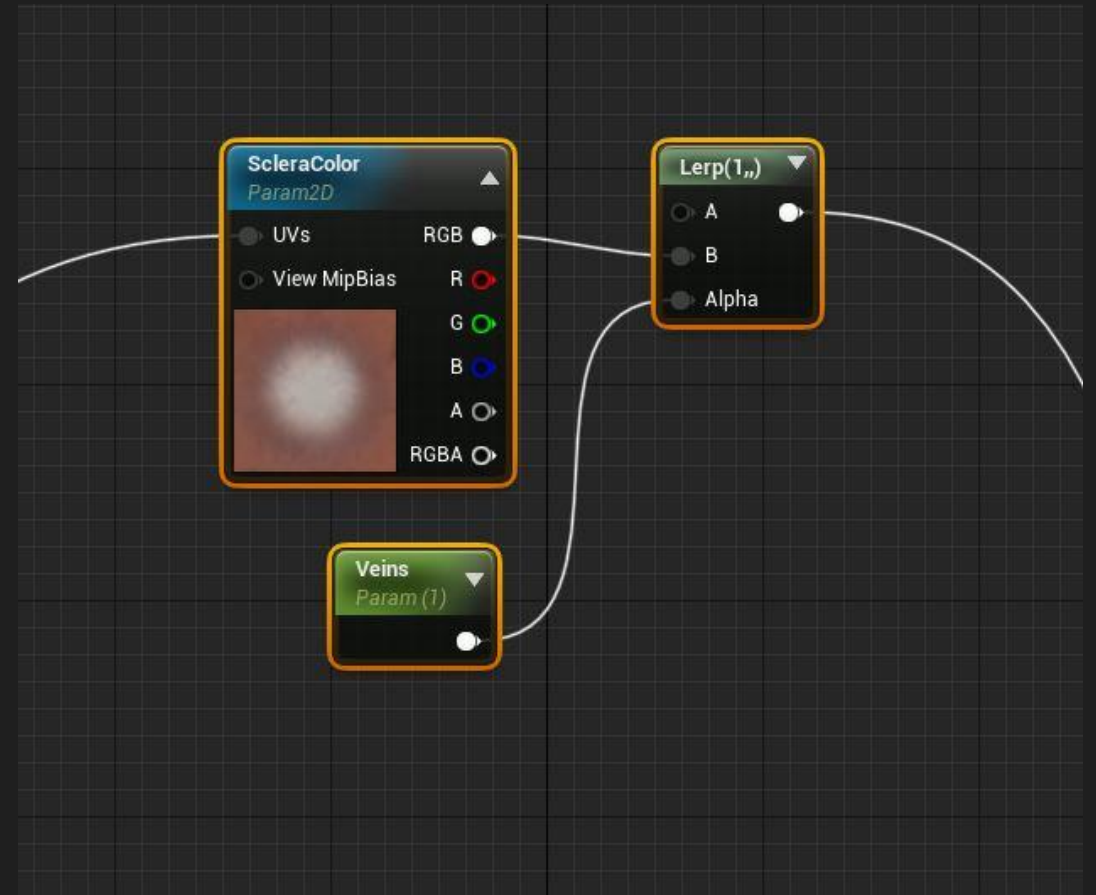 ScleraColor
Param2D
UVs
RGB
View MipBias
R
G
B
A
RGBA
Lerp(1,,)
A
B
Alpha
Veins
Param (1)